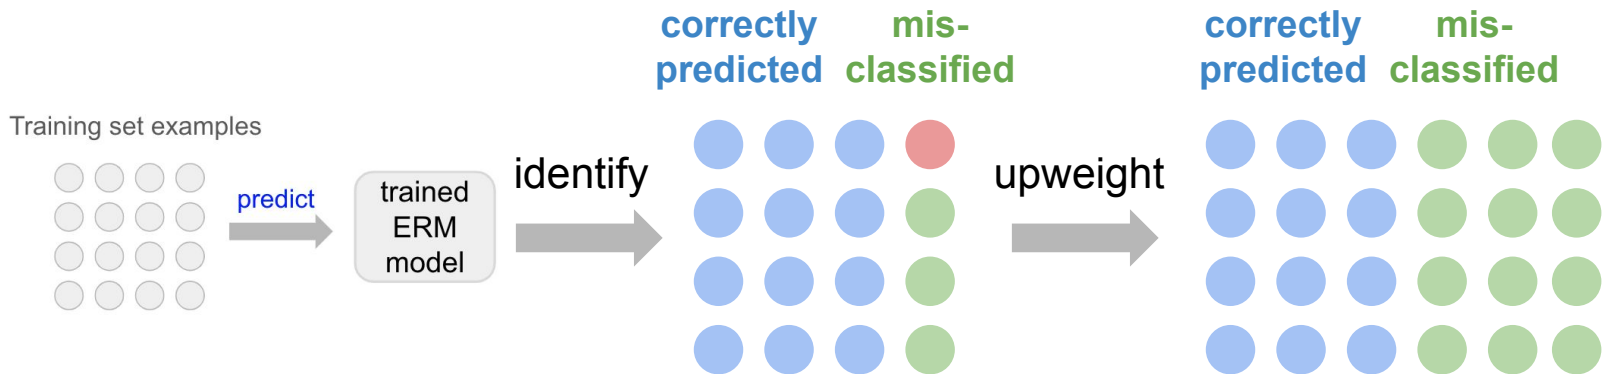 Training set examples
predict
trained
ERM
model
identify
correctly
predicted
mis-
classified
upweight
correctly
predicted
mis-
classified